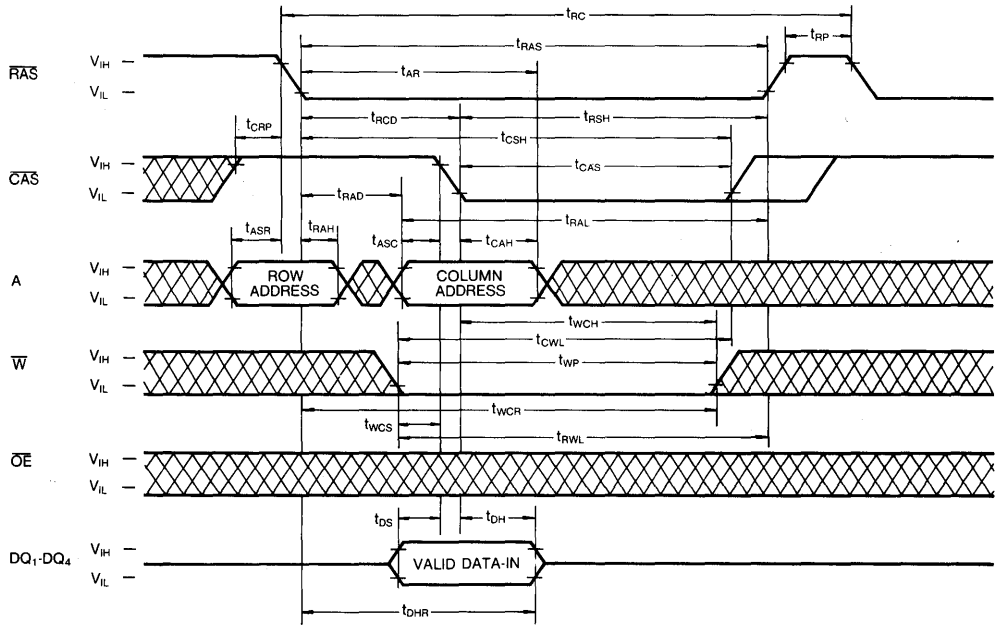 tRC
tRP
tRAS
tAR
RAS
VIH
VIL
tCRP
tRCD
tRSH
tCSH
tCAS
CAS
VIH
VIL
tRAD
tRAL
tASR
tRAH
tASC
tCAH
A
VIH
VIL
ROW
ADDRESS
COLUMN
ADDRESS
tWCH
tCWL
tWP
W
VIH
VIL
tWCR
tWCS
tRWL
OE
VIH
VIL
tDS
tDH
DQ1-DQ4
VIH
VIL
VALID DATA-IN
tDHR